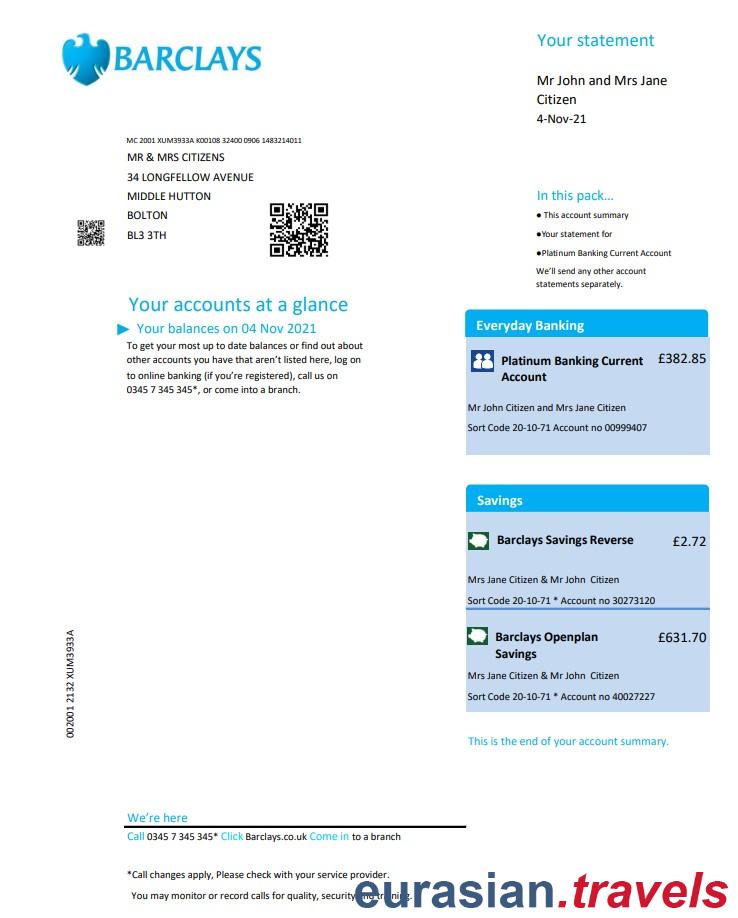 BARCLAYS
Your statement
Mr John and Mrs Jane
Citizen
4-Nov-21
MC 2001 XUM3933A K00108 32400 0906 1483214011
MR & MRS CITIZENS
34 LONGFELLOW AVENUE
MIDDLE HUTTON
BOLTON
BL3 3TH
In this pack...
● This account summary
●Your statement for
●Platinum Banking Current Account
We'll send any other account
statements separately.
Your accounts at a glance
Your balances on 04 Nov 2021
To get your most up to date balances or find out about
other accounts you have that aren't listed here, log on
to online banking (if you're registered), call us on
0345 7 345 345*, or come into a branch.
Everyday Banking
Platinum Banking Current £382.85
Account
Mr John Citizen and Mrs Jane Citizen
Sort Code 20-10-71 Account no 00999407
Savings
Barclays Savings Reverse £2.72
Mrs Jane Citizen & Mr John Citizen
Sort Code 20-10-71 * Account no 30273120
Barclays Openplan £631.70
Savings
Mrs Jane Citizen & Mr John Citizen
Sort Code 20-10-71 * Account no 40027227
This is the end of your account summary.
002001 2132 XUM3933A
We're here
Call 0345 7 345 345* Click Barclays.co.uk Come in to a branch
*Call changes apply, Please check with your service provider.
You may monitor or record calls for quality, security and training.
eurasian.travels